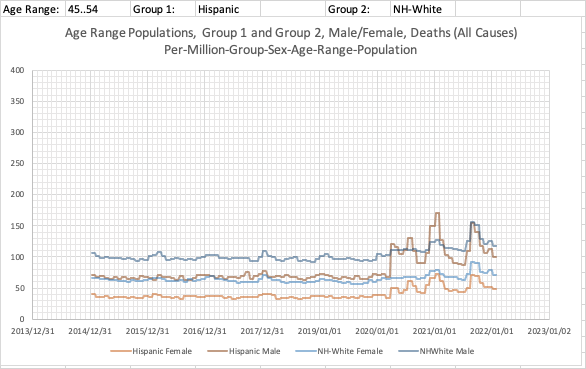 Age Range: 45..54 Group 1: Hispanic Group 2: NH-White
Age Range Populations, Group 1 and Group 2, Male/Female, Deaths (All Causes)
Per-Million-Group-Sex-Age-Range-Population
400
350
300
250
200
150
100
50
0
2013/12/31 2014/12/31 2015/12/31 2016/12/31 2017/12/31 2019/01/01 2020/01/01 2021/01/01 2022/01/01 2023/01/01
Hispanic Female Hispanic Male NH-White Female NHWhite Male